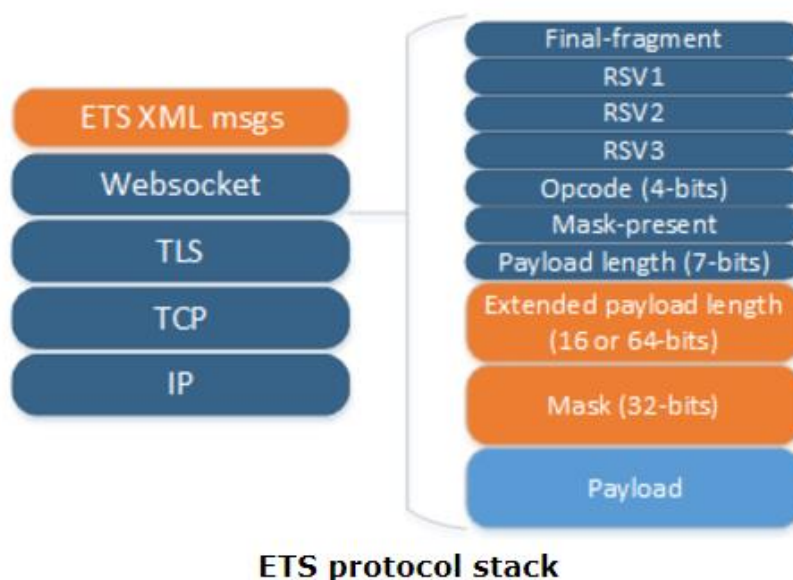 ETS XML msgs
Websocket
TLS
TCP
IP
Final-fragment
RSV1
RSV2
RSV3
Opcode (4-bits)
Mask-present
Payload length (7-bits)
Extended payload length
(16 or 64-bits)
Mask (32-bits)
Payload
ETS protocol stack